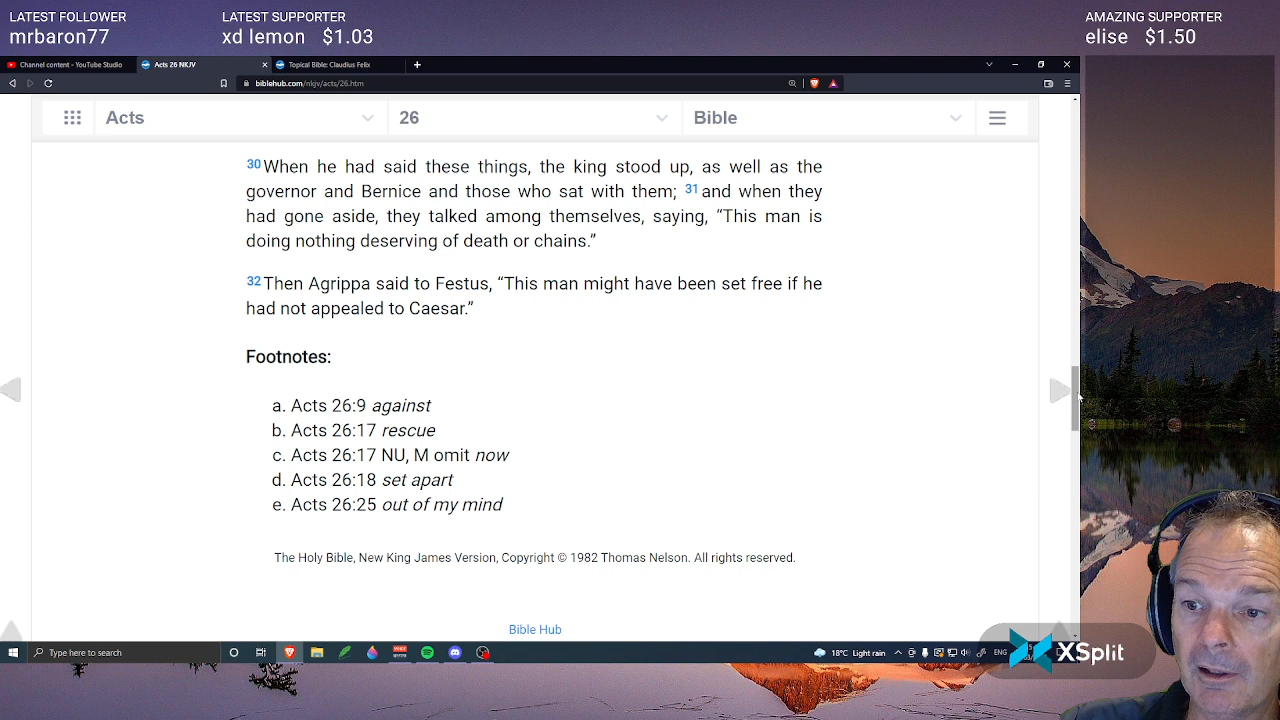 LATEST FOLLOWER
mrbaron77
LATEST SUPPORTER
xd lemon $1.03
AMAZING SUPPORTER
elise $1.50
Channel content - YouTube Studio
Acts 26 NKJV
Topical Bible: Claudius Felix
biblehub.com/nkjv/acts/26.htm
Acts
26
Bible
30 When he had said these things, the king stood up, as well as the
governor and Bernice and those who sat with them; 31 and when they
had gone aside, they talked among themselves, saying, “This man is
doing nothing deserving of death or chains.”
32 Then Agrippa said to Festus, “This man might have been set free if he
had not appealed to Caesar.”
Footnotes:
a. Acts 26:9 against
b. Acts 26:17 rescue
c. Acts 26:17 NU, M omit now
d. Acts 26:18 set apart
e. Acts 26:25 out of my mind
The Holy Bible, New King James Version, Copyright © 1982 Thomas Nelson. All rights reserved.
Bible Hub
Type here to search
18°C Light rain
ENG
XSplit